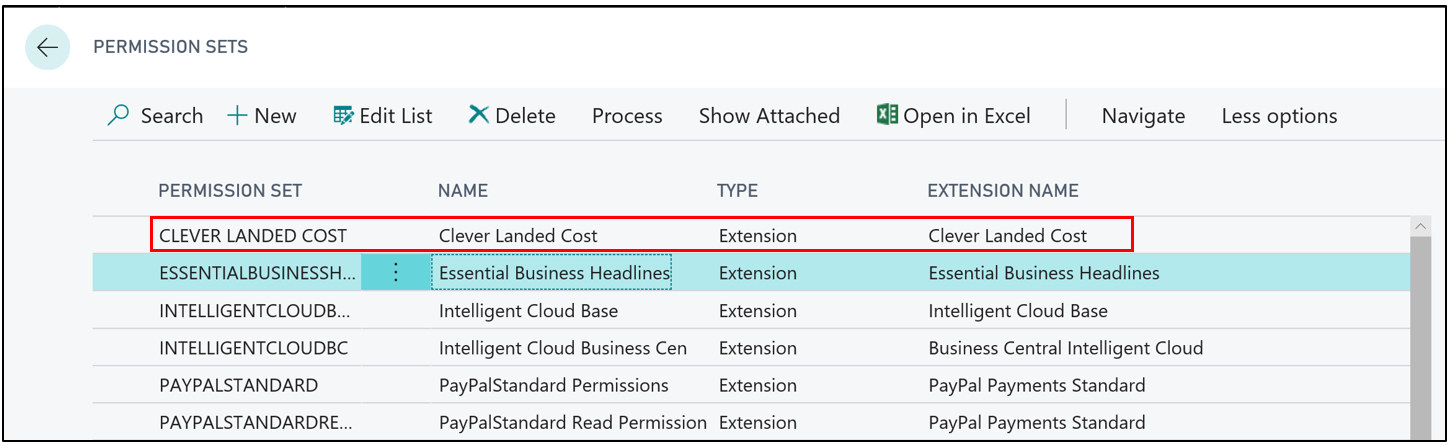 PERMISSION SETS
Search New Edit List Delete Process Show Attached Open in Excel Navigate Less options
PERMISSION SET NAME TYPE EXTENSION NAME
CLEVER LANDED COST Clever Landed Cost Extension Clever Landed Cost
ESSENTIALBUSINESSH... Essential Business Headlines Extension Essential Business Headlines
INTELLIGENTCLOUDB... Intelligent Cloud Base Extension Intelligent Cloud Base
INTELLIGENTCLOUDBC Intelligent Cloud Business Cen Extension Business Central Intelligent Cloud
PAYPALSTANDARD PayPalStandard Permissions Extension PayPal Payments Standard
PAYPALSTANDARDRE... PayPalStandard Read Permission Extension PayPal Payments Standard